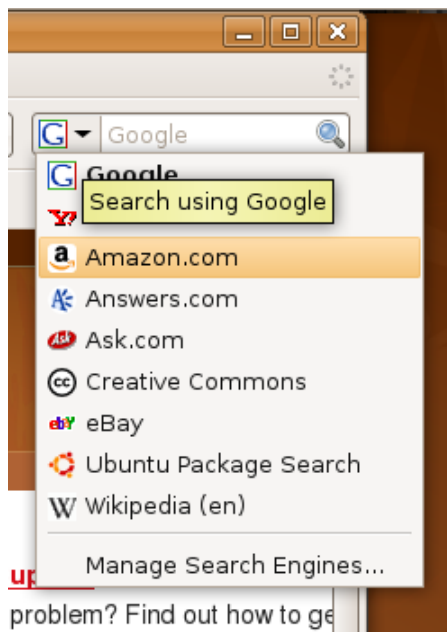 Google
Google
Search using Google
Amazon.com
Answers.com
Ask.com
Creative Commons
eBay
Ubuntu Package Search
Wikipedia (en)
Manage Search Engines...
up
problem? Find out how to ge